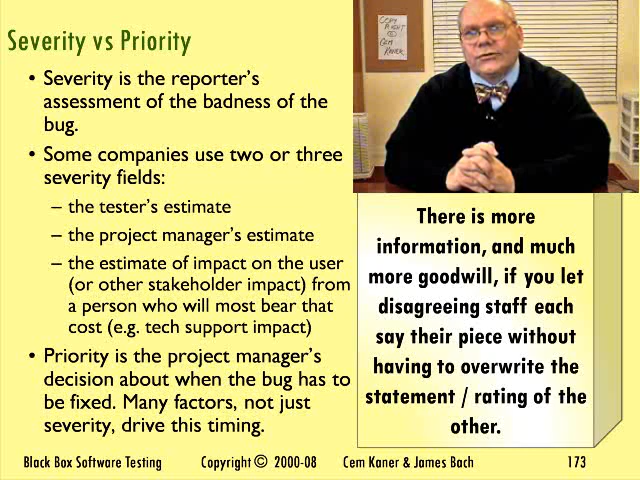 Severity vs Priority
• Severity is the reporter's
assessment of the badness of the
bug.
• Some companies use two or three
severity fields:
– the tester's estimate
– the project manager's estimate
– the estimate of impact on the user
(or other stakeholder impact) from
a person who will most bear that
cost (e.g. tech support impact)
• Priority is the project manager's
decision about when the bug has to
be fixed. Many factors, not just
severity, drive this timing.
COPY
RIGHT
©
CEM
KANER
There is more
information, and much
more goodwill, if you let
disagreeing staff each
say their piece without
having to overwrite the
statement / rating of the
other.
Black Box Software Testing Copyright © 2000-08 Cem Kaner & James Bach 173